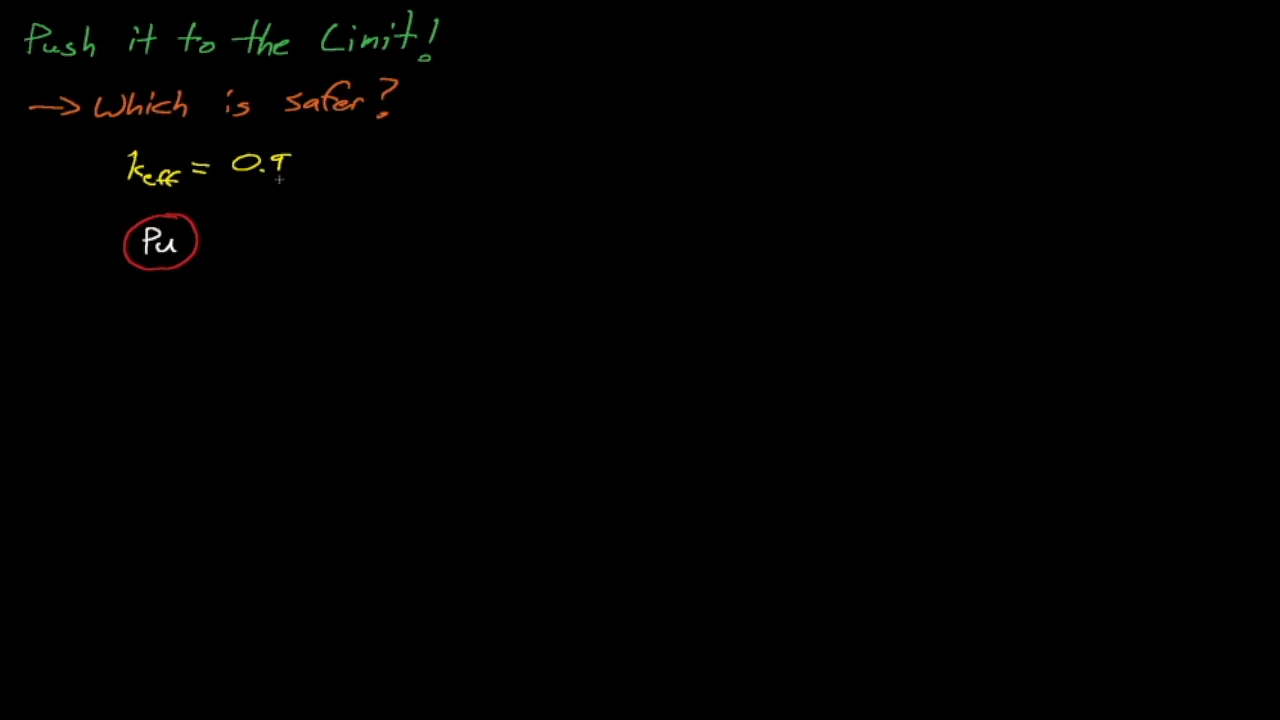 Push it to the Limit!
→ Which is safer?
keff = 0.9
Pu